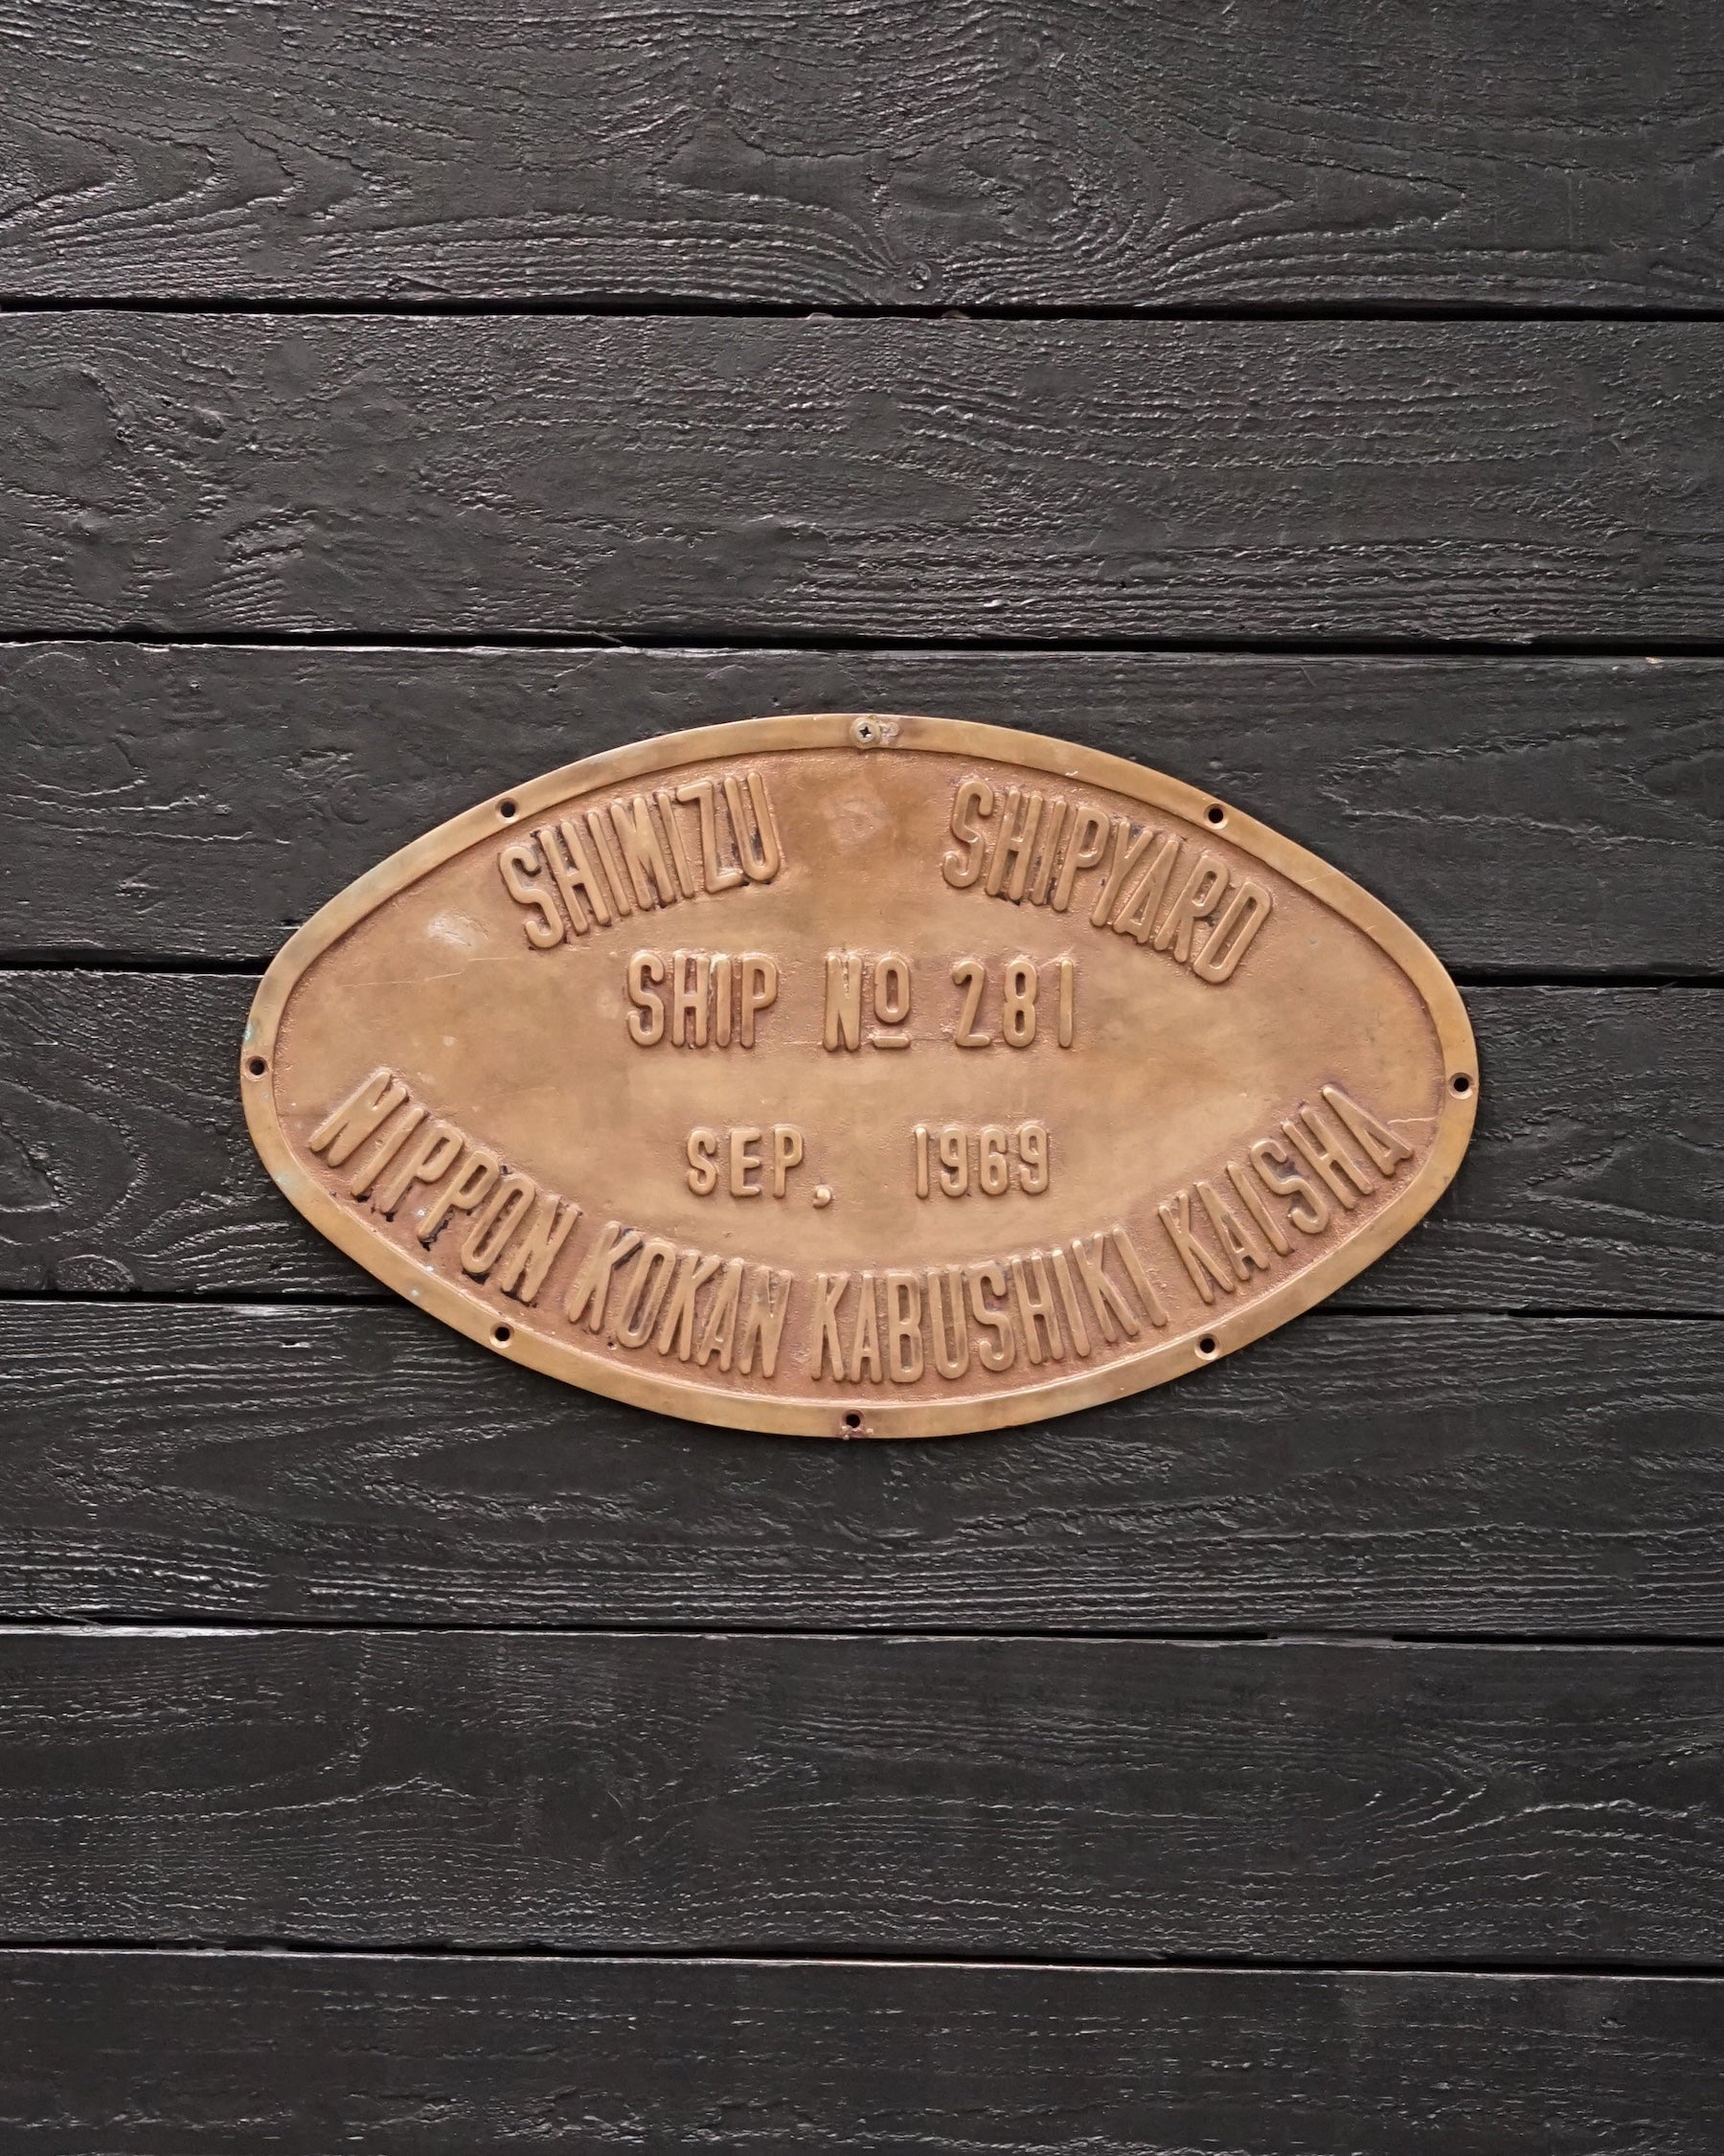 SHIMIZU SHIPYARD
SHIP Nº 281
SEP. 1969
NIPPON KOKAN KABUSHIKI KAISHA